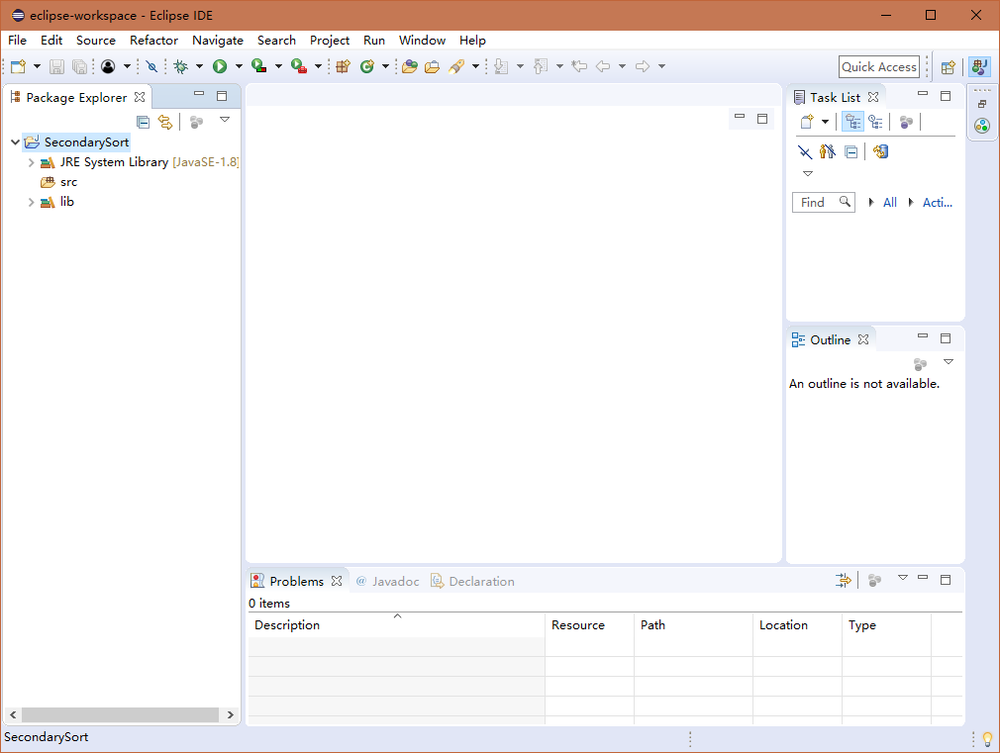 eclipse-workspace - Eclipse IDE
File Edit Source Refactor Navigate Search Project Run Window Help
Quick Access
Package Explorer
SecondarySort
JRE System Library [JavaSE-1.8]
src
lib
Task List
Find All Acti...
Outline
An outline is not available.
Problems @ Javadoc Declaration
0 items
Description Resource Path Location Type
SecondarySort